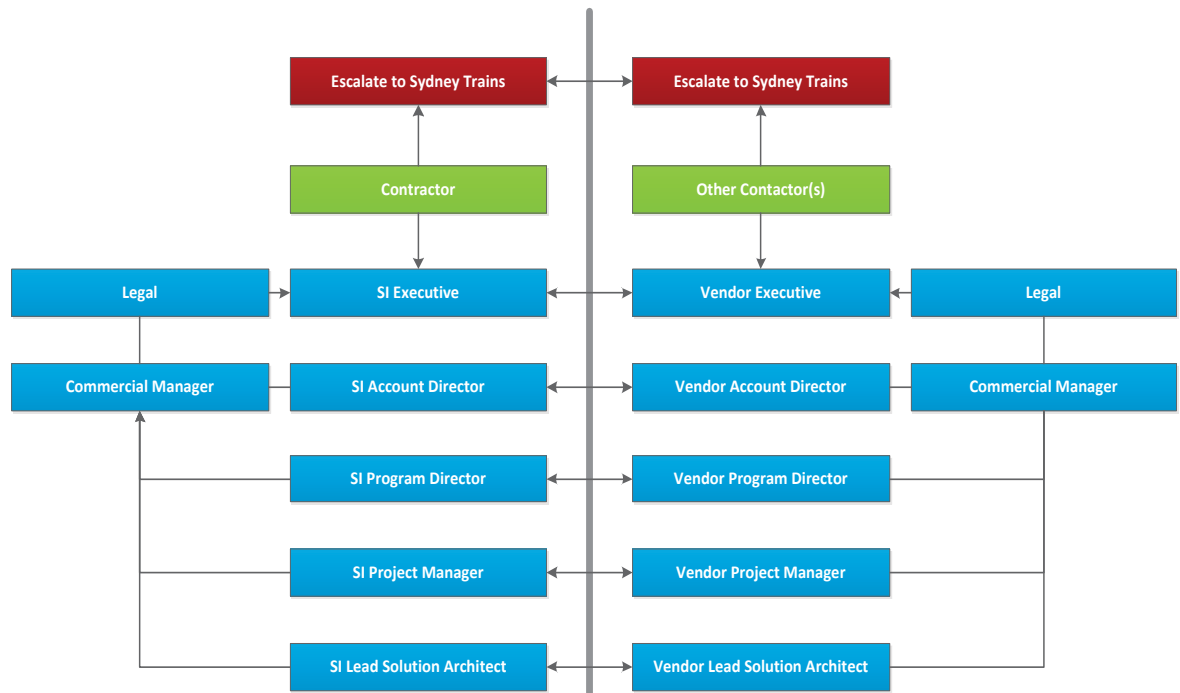 Escalate to Sydney Trains
Escalate to Sydney Trains
Contractor
Other Contactor(s)
Legal
SI Executive
Vendor Executive
Legal
Commercial Manager
SI Account Director
Vendor Account Director
Commercial Manager
SI Program Director
Vendor Program Director
SI Project Manager
Vendor Project Manager
SI Lead Solution Architect
Vendor Lead Solution Architect